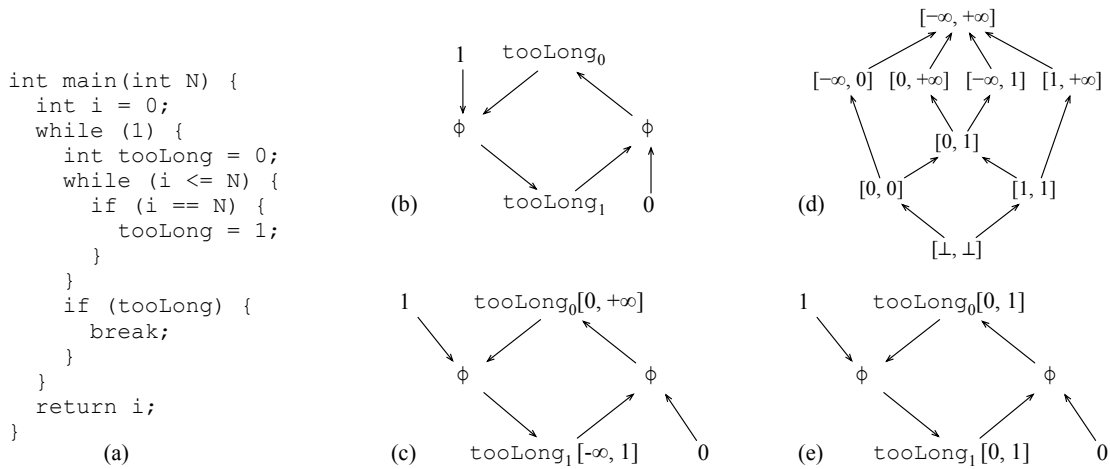 int main(int N) {
  int i = 0;
  while (1) {
    int tooLong = 0;
    while (i <= N) {
      if (i == N) {
        tooLong = 1;
      }
    }
    if (tooLong) {
      break;
    }
  }
  return i;
}
(a)
1 tooLong₀
ϕ ϕ
(b) tooLong₁ 0
[−∞, +∞]
[−∞, 0] [0, +∞] [−∞, 1] [1, +∞]
[0, 1]
[0, 0] [1, 1]
(d)
[⊥, ⊥]
1 tooLong₀[0, +∞]
ϕ ϕ
(c) tooLong₁[-∞, 1] 0
1 tooLong₀[0, 1]
ϕ ϕ
(e) tooLong₁[0, 1] 0